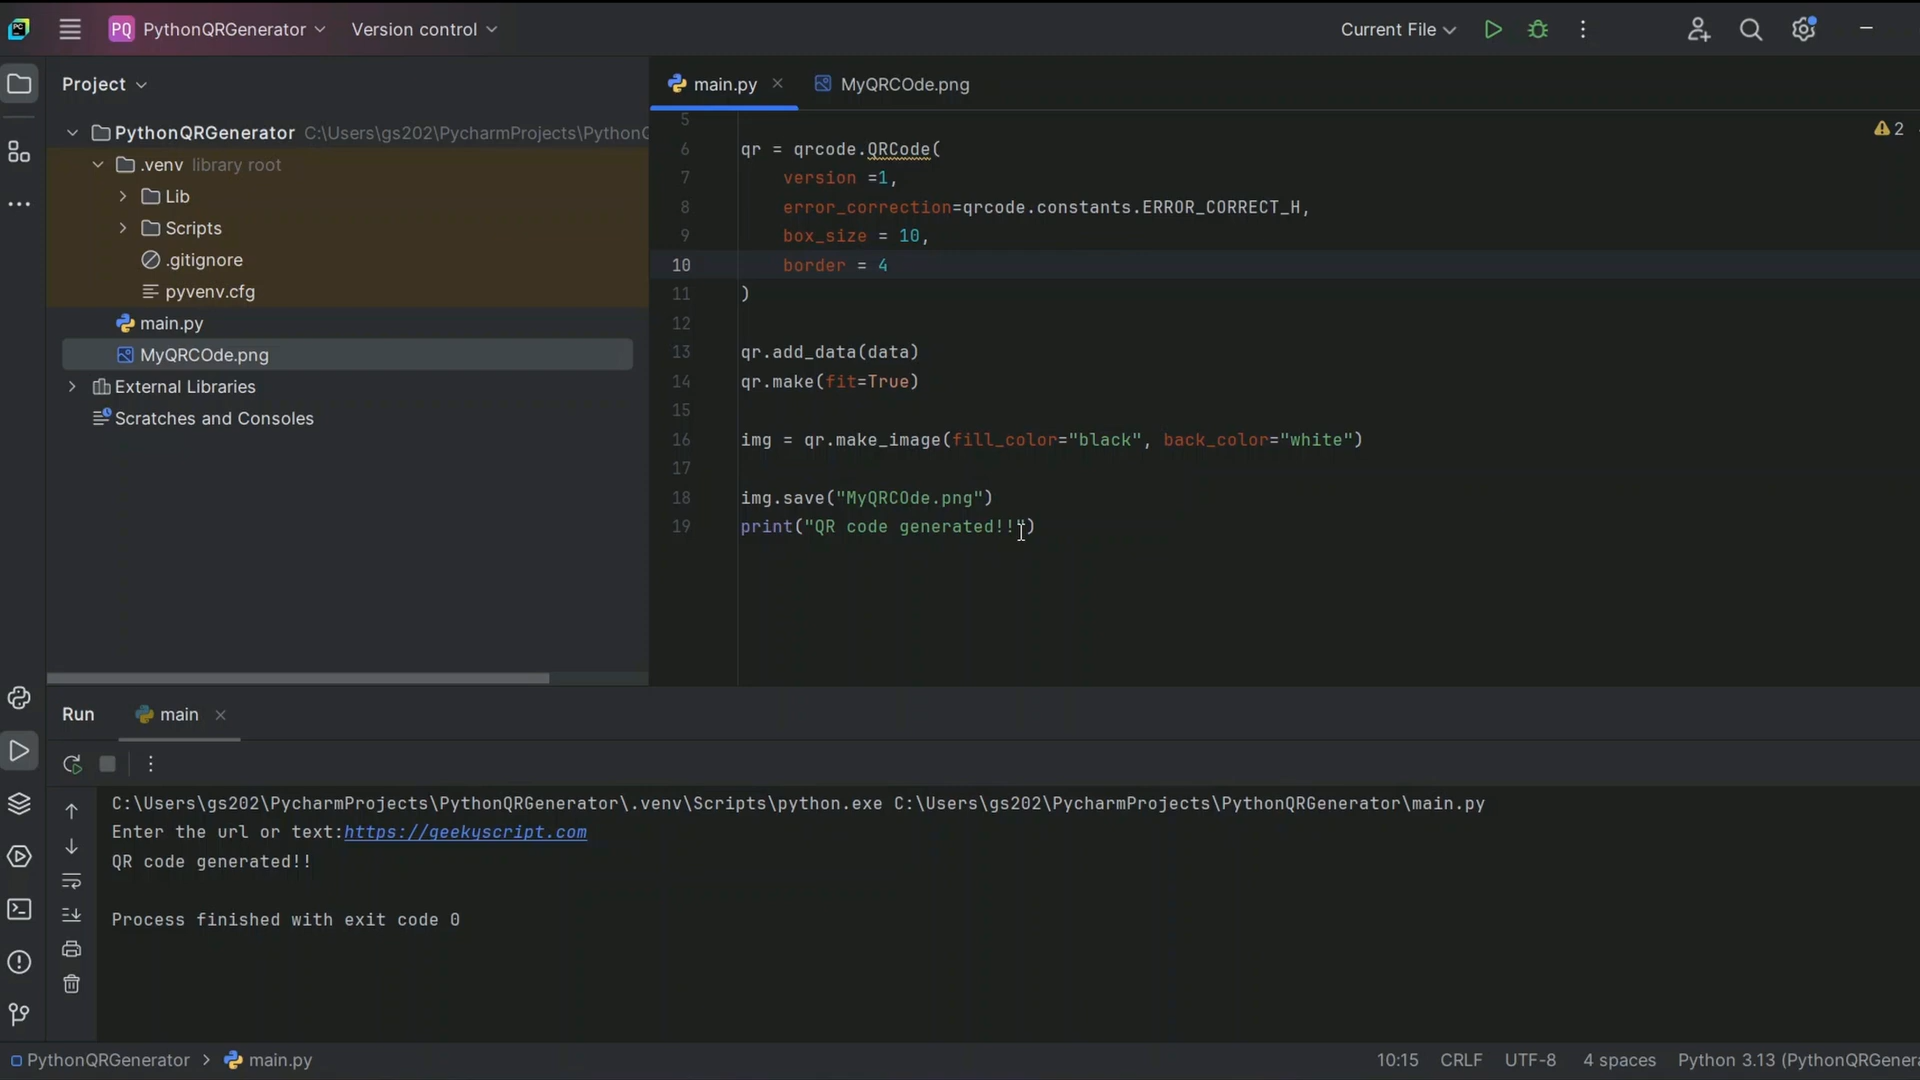 PQ PythonQRGenerator Version control Current File
Project
PythonQRGenerator C:\Users\gs202\PycharmProjects\Python
.venv library root
Lib
Scripts
.gitignore
pyvenv.cfg
main.py
MyQRCOde.png
External Libraries
Scratches and Consoles
main.py MyQRCOde.png
2
5
6 qr = qrcode.QRCode(
7 version =1,
8 error_correction=qrcode.constants.ERROR_CORRECT_H,
9 box_size = 10,
10 border = 4
11 )
12
13 qr.add_data(data)
14 qr.make(fit=True)
15
16 img = qr.make_image(fill_color="black", back_color="white")
17
18 img.save("MyQRCOde.png")
19 print("QR code generated!!")
Run main
C:\Users\gs202\PycharmProjects\PythonQRGenerator\.venv\Scripts\python.exe C:\Users\gs202\PycharmProjects\PythonQRGenerator\main.py
Enter the url or text:https://geekyscript.com
QR code generated!!
Process finished with exit code 0
PythonQRGenerator > main.py 10:15 CRLF UTF-8 4 spaces Python 3.13 (PythonQRGener